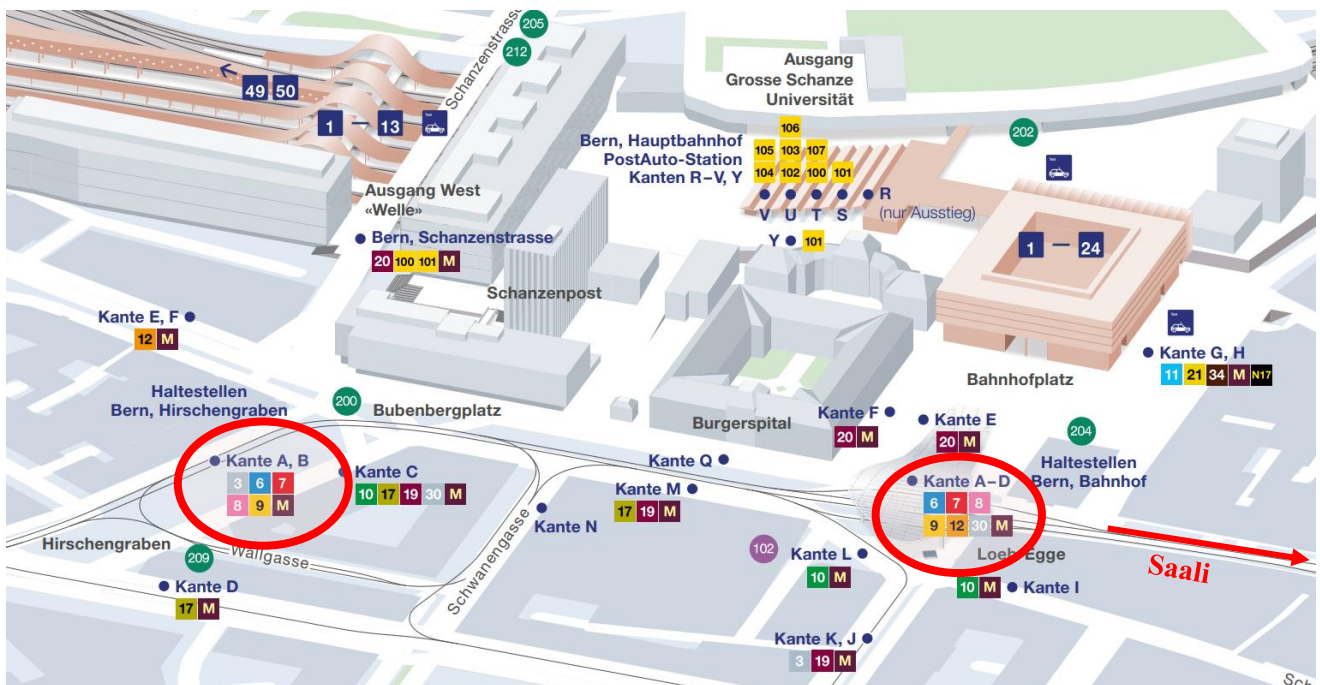 205
212
Schanzenstrasse
Schanzenstrasse
49 50
1 — 13
Taxi
Ausgang
Grosse Schanze
Universität
106
Bern, Hauptbahnhof
PostAuto-Station
Kanten R–V, Y
105 103 107
104 102 100 101
V U T S
R
(nur Ausstieg)
Y 101
202
Taxi
1 — 24
Ausgang West
«Welle»
Bern, Schanzenstrasse
20 100 101 M
Schanzenpost
Kante E, F
12 M
Taxi
Kante G, H
11 21 34 M N17
Bahnhofplatz
Haltestellen
Bern, Hirschengraben
200
Bubenbergplatz
Burgerspital
Kante F
20 M
Kante E
20 M
204
Haltestellen
Bern, Bahnhof
Kante A, B
3 6 7
8 9 M
Kante C
10 17 19 30 M
Kante Q
Kante M
17 19 M
Kante N
Kante A–D
6 7 8
9 12 30 M
Loeb-Egge
Saali
Hirschengraben
209
Wallgasse
Schwanengasse
102
Kante L
10 M
10 M Kante I
Kante D
17 M
Kante K, J
3 19 M